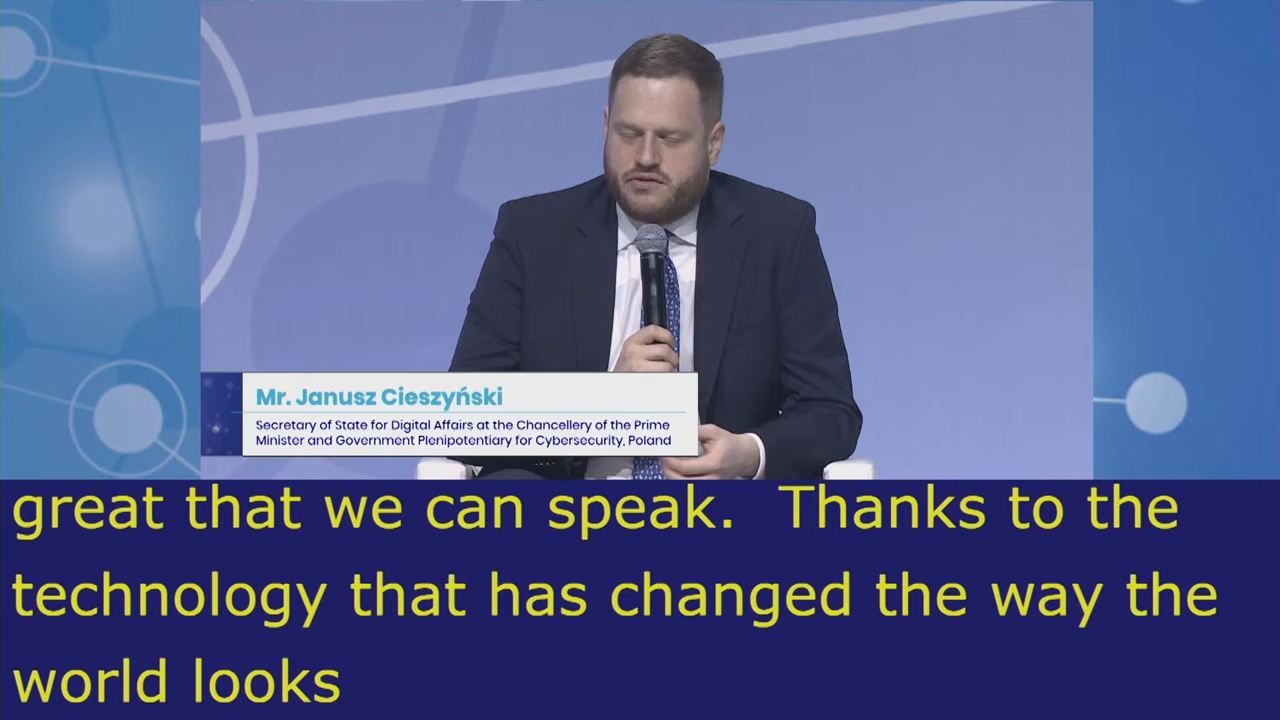 Mr. Janusz Cieszyński
Secretary of State for Digital Affairs at the Chancellery of the Prime
Minister and Government Plenipotentiary for Cybersecurity, Poland
great that we can speak.  Thanks to the
technology that has changed the way the
world looks